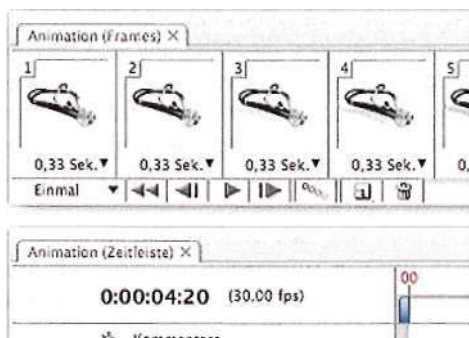 Animation (Frames) ×
1 2 3 4 5
0,33 Sek. 0,33 Sek. 0,33 Sek. 0,33 Sek. 0,
Einmal
Animation (Zeitleiste) ×
00
0:00:04:20 (30.00 fps)